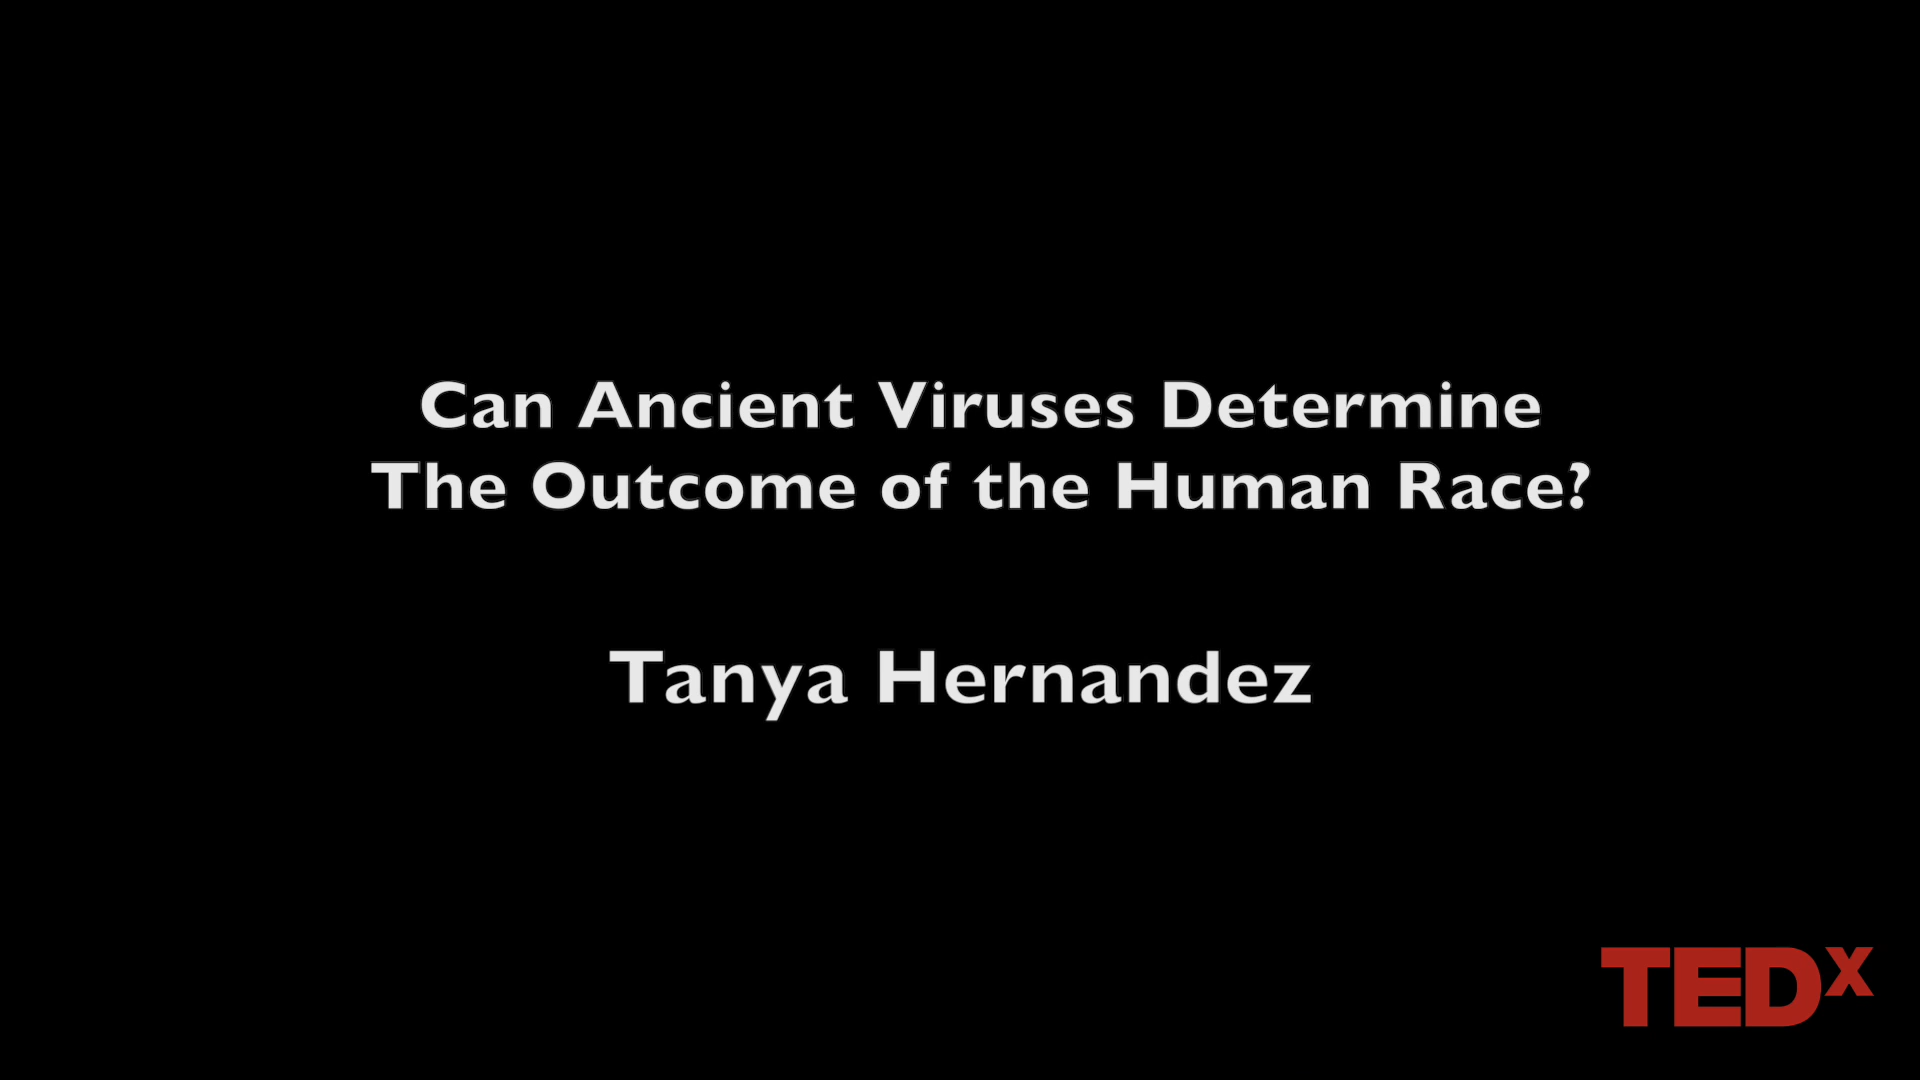 Can Ancient Viruses Determine
The Outcome of the Human Race?
Tanya Hernandez
TEDx